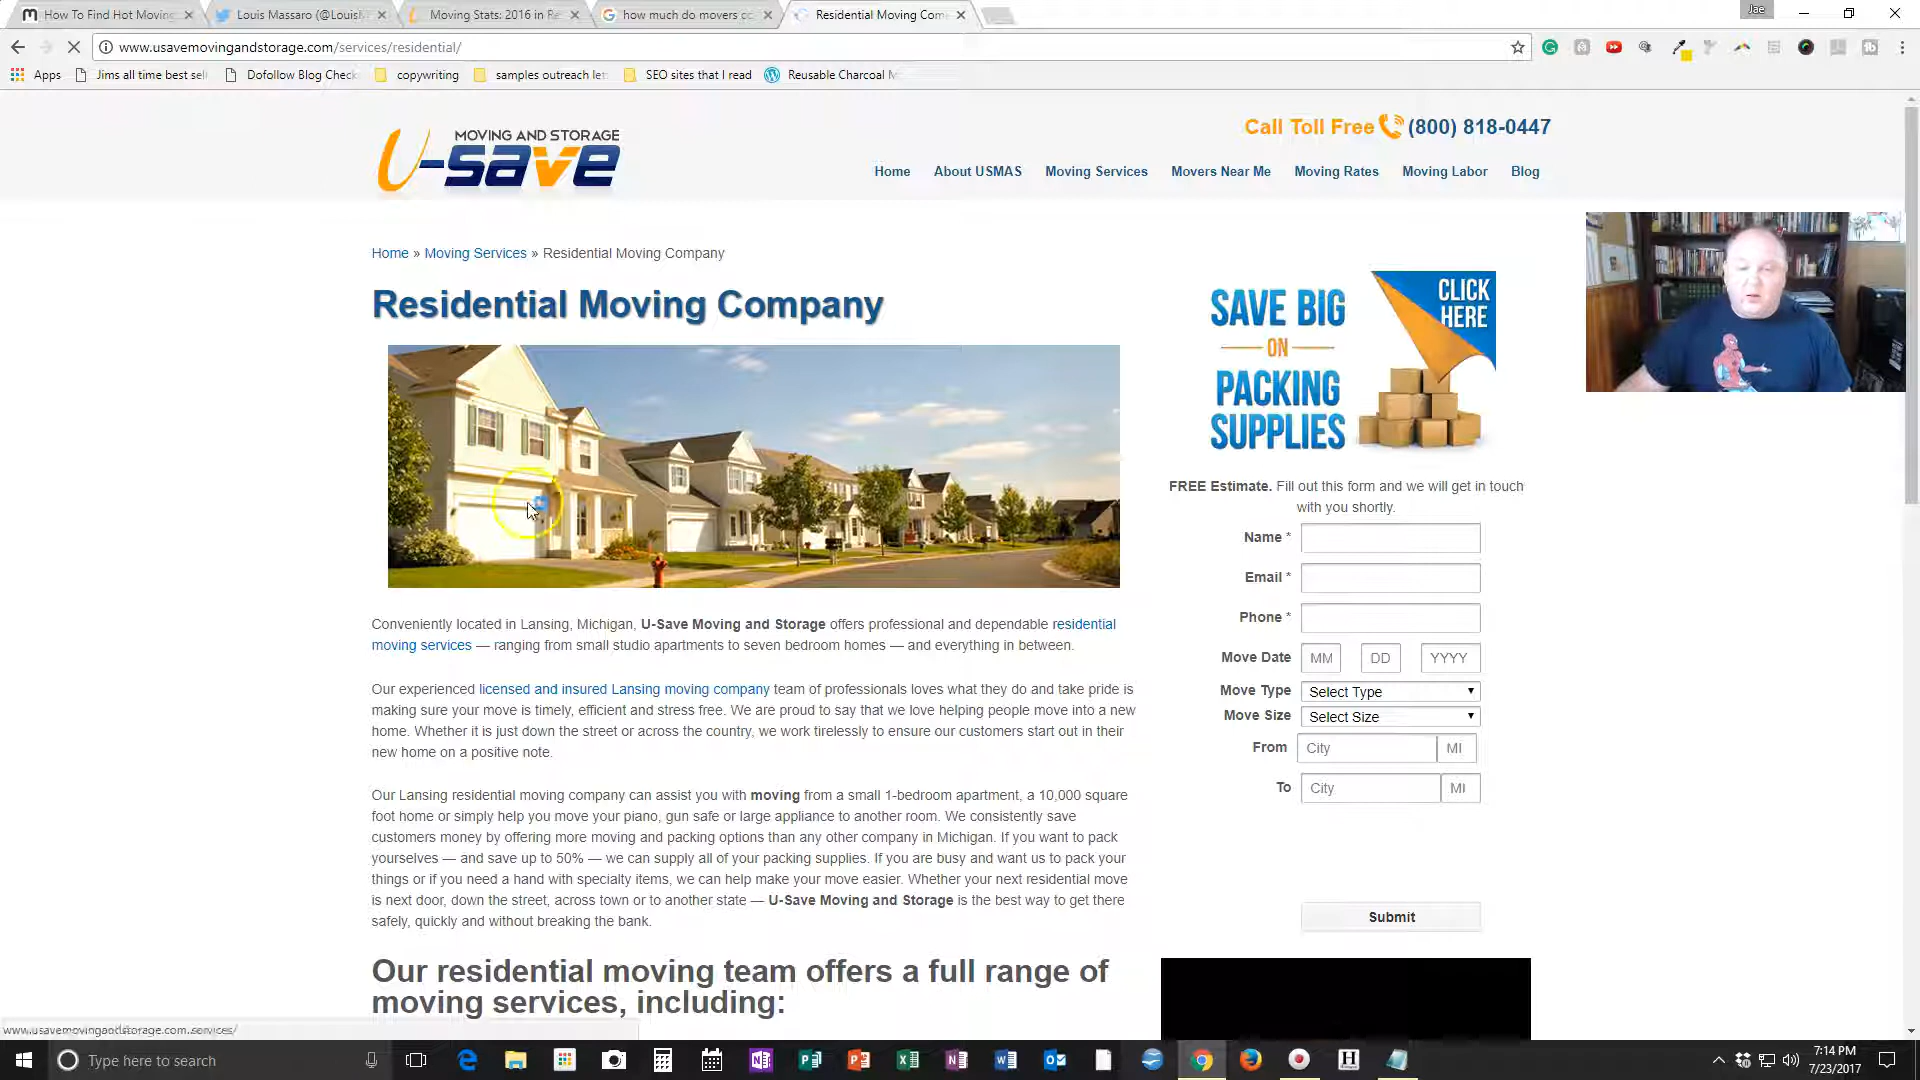 How To Find Hot Moving
Louis Massaro (@LouisM
Moving Stats: 2016 in Re
how much do movers co
Residential Moving Com
Jae
www.usavemovingandstorage.com/services/residential/
Apps
Jims all time best sell
Dofollow Blog Check
copywriting
samples outreach let
SEO sites that I read
Reusable Charcoal M
MOVING AND STORAGE
U-save
Call Toll Free (800) 818-0447
Home
About USMAS
Moving Services
Movers Near Me
Moving Rates
Moving Labor
Blog
Home » Moving Services » Residential Moving Company
Residential Moving Company
SAVE BIG
ON
PACKING
SUPPLIES
CLICK
HERE
Conveniently located in Lansing, Michigan, U-Save Moving and Storage offers professional and dependable residential
moving services — ranging from small studio apartments to seven bedroom homes — and everything in between.
Our experienced licensed and insured Lansing moving company team of professionals loves what they do and take pride is
making sure your move is timely, efficient and stress free. We are proud to say that we love helping people move into a new
home. Whether it is just down the street or across the country, we work tirelessly to ensure our customers start out in their
new home on a positive note.
Our Lansing residential moving company can assist you with moving from a small 1-bedroom apartment, a 10,000 square
foot home or simply help you move your piano, gun safe or large appliance to another room. We consistently save
customers money by offering more moving and packing options than any other company in Michigan. If you want to pack
yourselves — and save up to 50% — we can supply all of your packing supplies. If you are busy and want us to pack your
things or if you need a hand with specialty items, we can help make your move easier. Whether your next residential move
is next door, down the street, across town or to another state — U-Save Moving and Storage is the best way to get there
safely, quickly and without breaking the bank.
Our residential moving team offers a full range of
moving services, including:
FREE Estimate. Fill out this form and we will get in touch
with you shortly.
Name *
Email *
Phone *
Move Date MM DD YYYY
Move Type Select Type
Move Size Select Size
From City MI
To City MI
Submit
www.usavemovingandstorage.com/services/
Type here to search
7:14 PM
7/23/2017